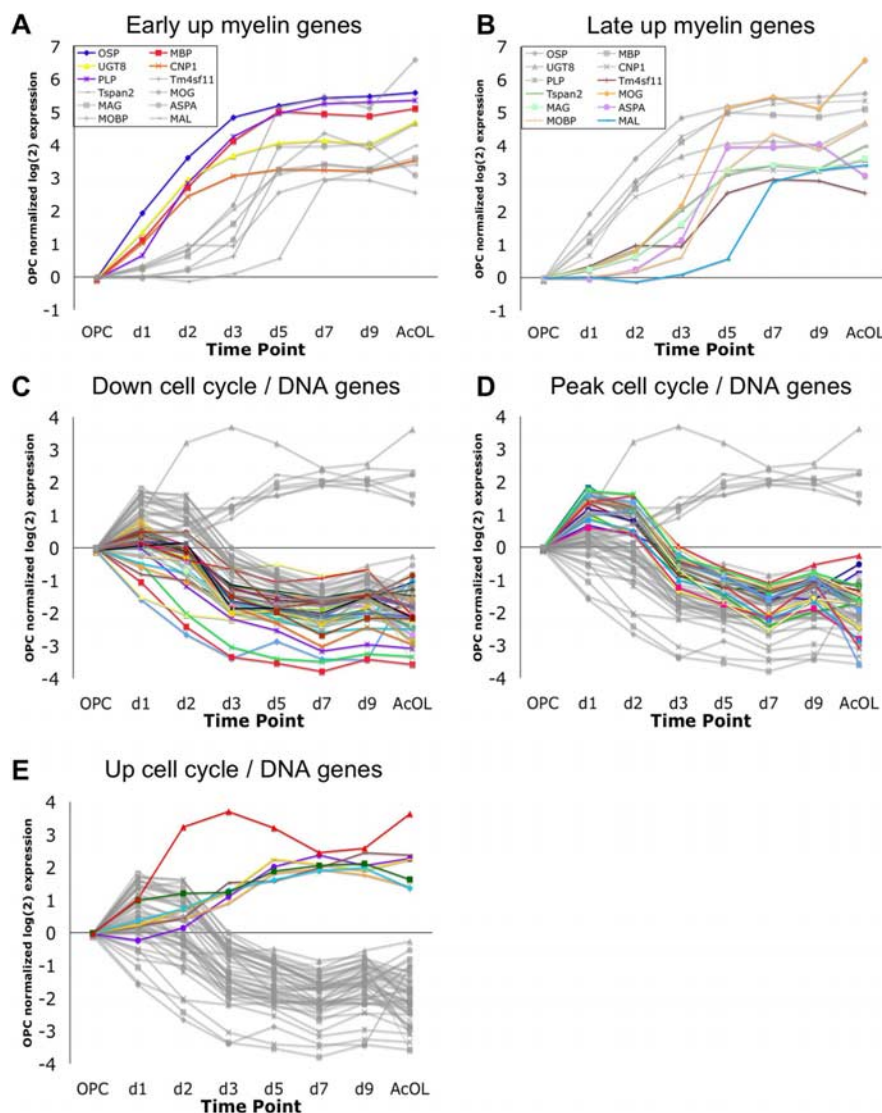 A
Early up myelin genes
OPC normalized log(2) expression
7
6
5
4
3
2
1
0
-1
OSP MBP
UGT8 CNP1
PLP Tm4sf11
Tspan2 MOG
MAG ASPA
MOBP MAL
OPC d1 d2 d3 d5 d7 d9 AcOL
Time Point
B
Late up myelin genes
OPC normalized log(2) expression
7
6
5
4
3
2
1
0
-1
OSP MBP
UGT8 CNP1
PLP Tm4sf11
Tspan2 MOG
MAG ASPA
MOBP MAL
OPC d1 d2 d3 d5 d7 d9 AcOL
Time Point
C
Down cell cycle / DNA genes
OPC normalized log(2) expression
4
3
2
1
0
-1
-2
-3
-4
OPC d1 d2 d3 d5 d7 d9 AcOL
Time Point
D
Peak cell cycle / DNA genes
OPC normalized log(2) expression
4
3
2
1
0
-1
-2
-3
-4
OPC d1 d2 d3 d5 d7 d9 AcOL
Time Point
E
Up cell cycle / DNA genes
OPC normalized log(2) expression
4
3
2
1
0
-1
-2
-3
-4
OPC d1 d2 d3 d5 d7 d9 AcOL
Time Point